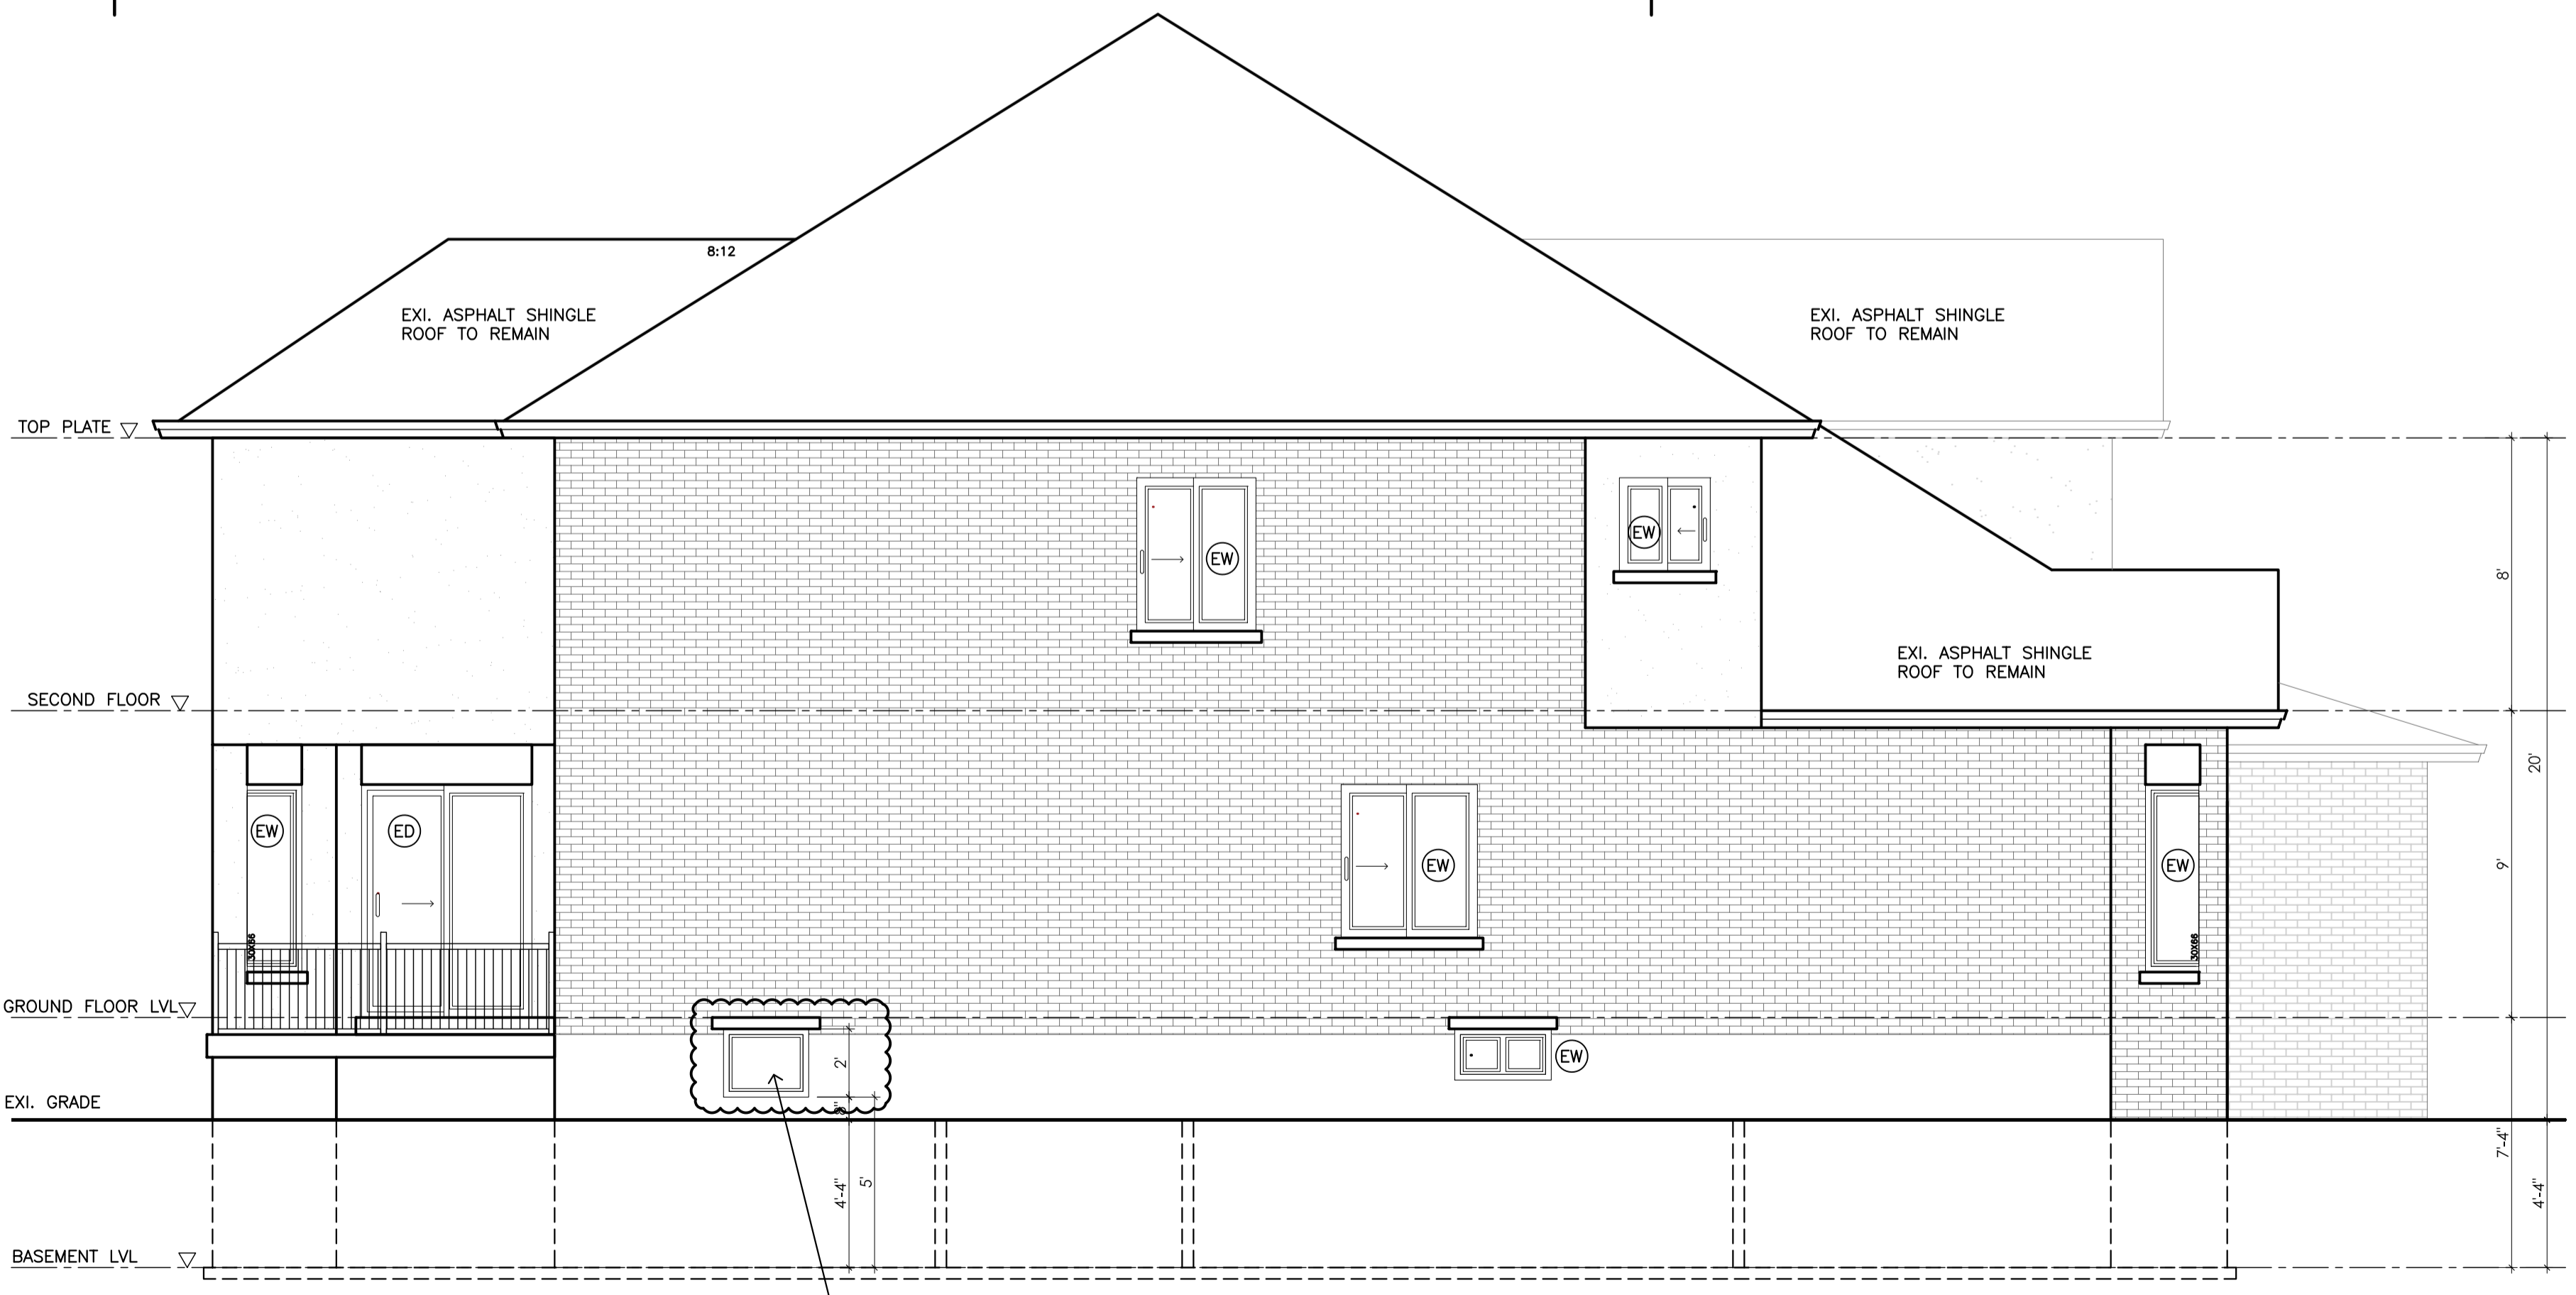 8:12
EXI. ASPHALT SHINGLE
ROOF TO REMAIN
EXI. ASPHALT SHINGLE
ROOF TO REMAIN
TOP PLATE
EW
EW
8'
EXI. ASPHALT SHINGLE
ROOF TO REMAIN
SECOND FLOOR
20'
EW
ED
EW
EW
9'
30X66
30X66
GROUND FLOOR LVL
2'
EW
EXI. GRADE
8"
7'-4"
4'-4"
5'
4'-4"
BASEMENT LVL